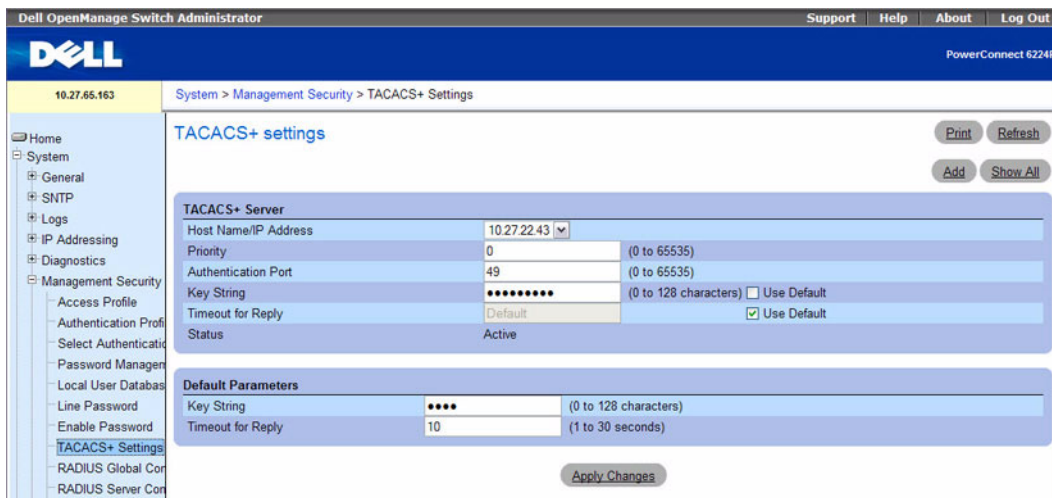 Dell OpenManage Switch Administrator
Support Help About Log Out
DELL
PowerConnect 6224
10.27.65.163
System > Management Security > TACACS+ Settings
Home
System
General
SNTP
Logs
IP Addressing
Diagnostics
Management Security
Access Profile
Authentication Profi
Select Authenticatio
Password Managem
Local User Databas
Line Password
Enable Password
TACACS+ Settings
RADIUS Global Con
RADIUS Server Con
TACACS+ settings
Print Refresh
Add Show All
TACACS+ Server
Host Name/IP Address 10.27.22.43
Priority 0 (0 to 65535)
Authentication Port 49 (0 to 65535)
Key String ●●●●●●●●● (0 to 128 characters) Use Default
Timeout for Reply Default Use Default
Status Active
Default Parameters
Key String ●●●● (0 to 128 characters)
Timeout for Reply 10 (1 to 30 seconds)
Apply Changes